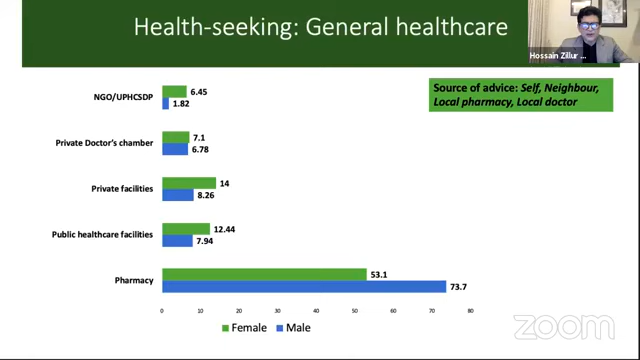 Health-seeking: General healthcare
Hossain Zillur ...
Source of advice: Self, Neighbour,
Local pharmacy, Local doctor
NGO/UPHCSDP
6.45
1.82
Private Doctor's chamber
7.1
6.78
Private facilities
14
8.26
Public healthcare facilities
12.44
7.94
Pharmacy
53.1
73.7
0 10 20 30 40 50 60 70 80
Female Male
zoom